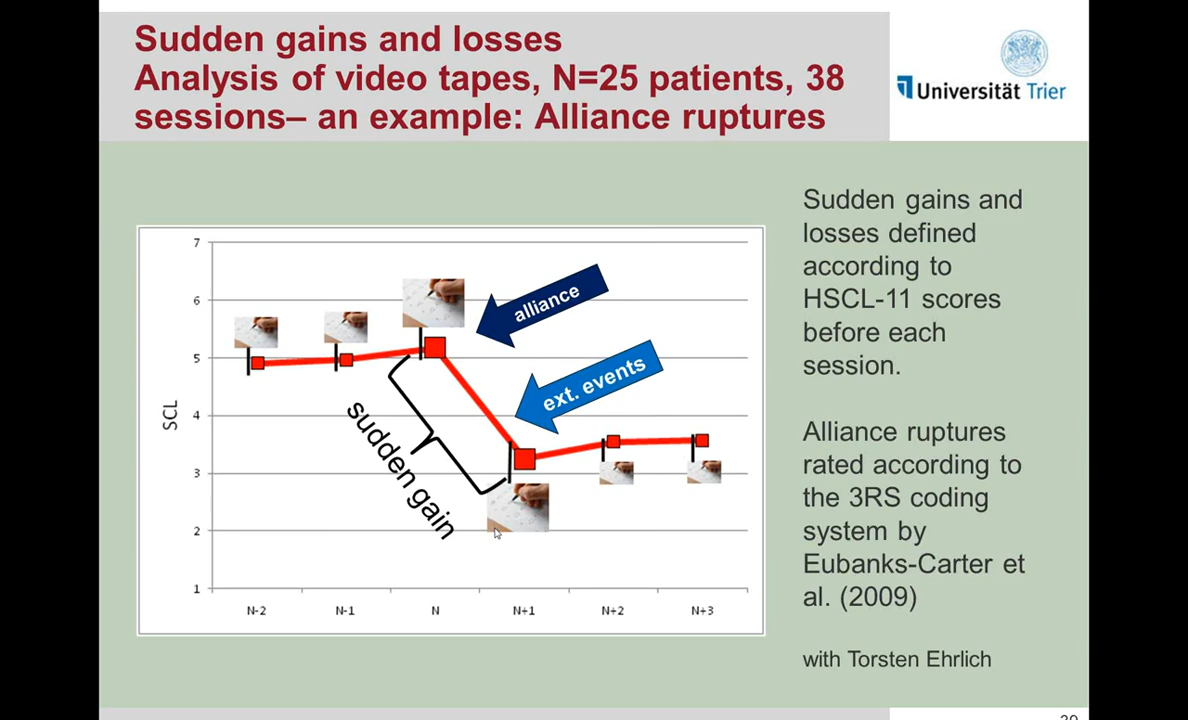 Sudden gains and losses
Analysis of video tapes, N=25 patients, 38
sessions– an example: Alliance ruptures
Universität Trier
7
6
5
4
3
2
1
SCL
alliance
ext. events
sudden gain
N-2
N-1
N
N+1
N+2
N+3
Sudden gains and
losses defined
according to
HSCL-11 scores
before each
session.
Alliance ruptures
rated according to
the 3RS coding
system by
Eubanks-Carter et
al. (2009)
with Torsten Ehrlich